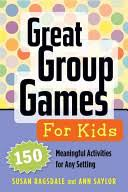 Great
Group
Games
For Kids
150
Meaningful Activities
for Any Setting
SUSAN RAGSDALE AND ANN SAYLOR